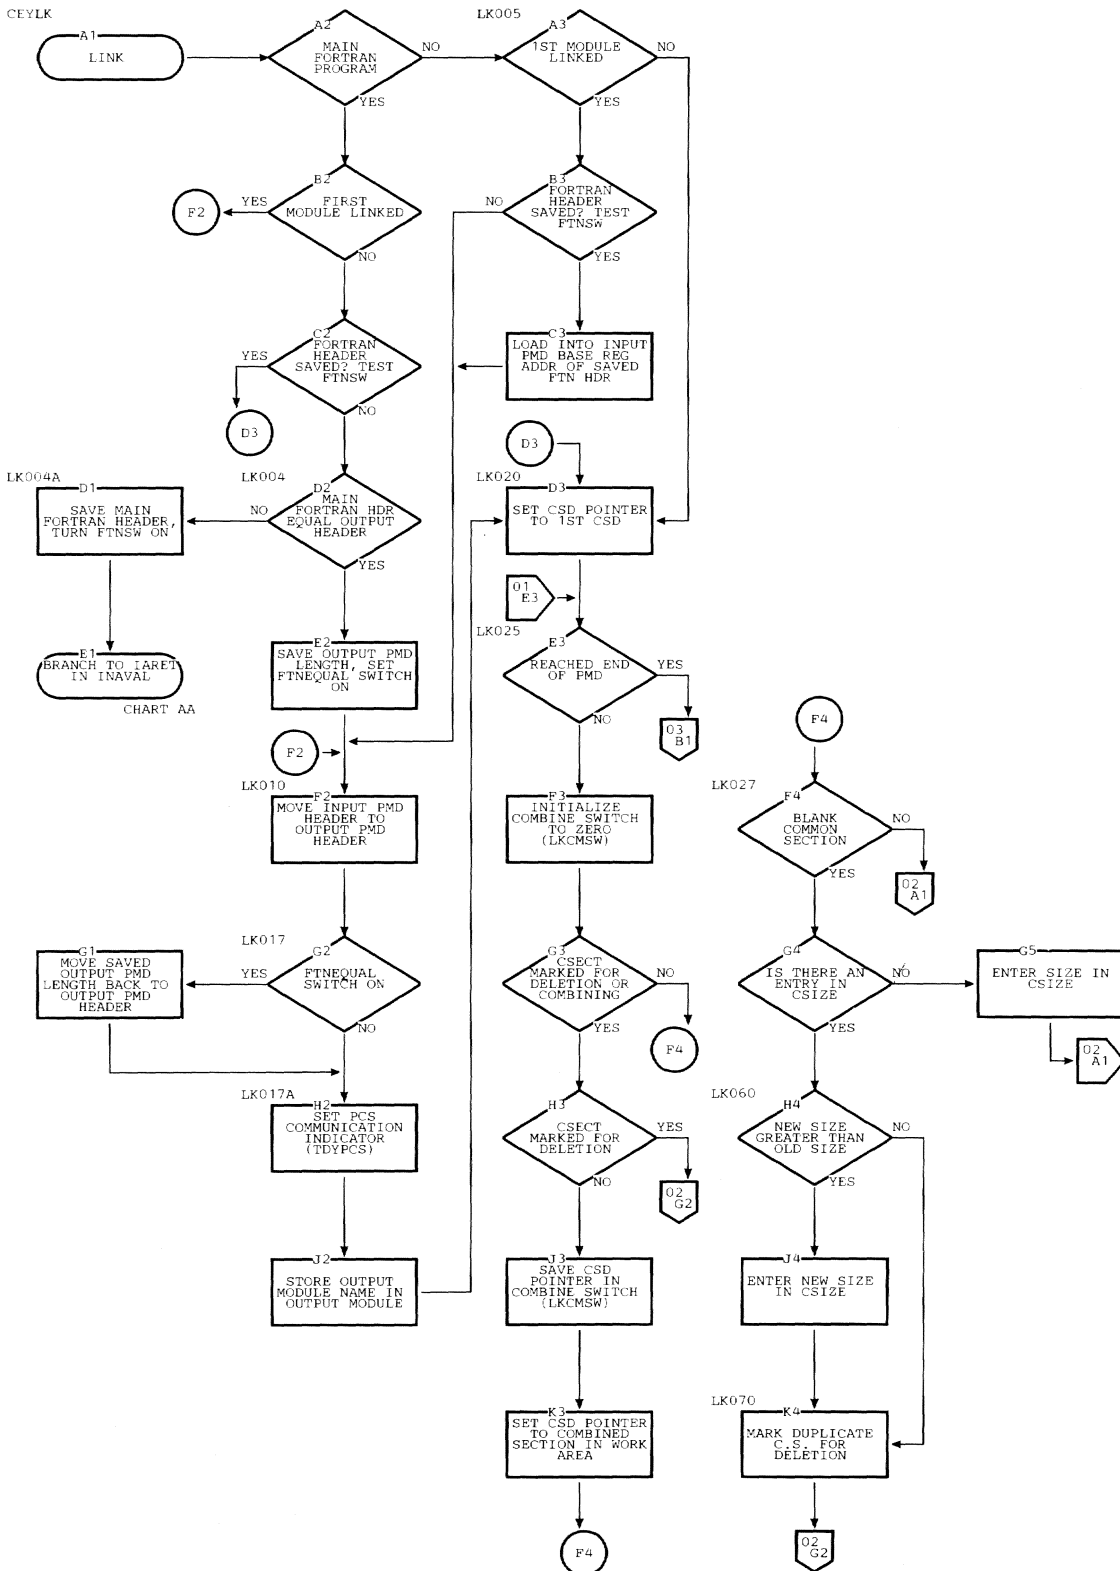 CEYLK
A1
LINK
A2
MAIN
FORTRAN
PROGRAM
NO
YES
LK005
A3
1ST MODULE
LINKED
NO
YES
B2
FIRST
MODULE LINKED
YES
F2
NO
B3
FORTRAN
HEADER
SAVED? TEST
FTNSW
NO
YES
C2
FORTRAN
HEADER
SAVED? TEST
FTNSW
YES
D3
NO
C3
LOAD INTO INPUT
PMD BASE REG
ADDR OF SAVED
FTN HDR
D3
LK004A
D1
SAVE MAIN
FORTRAN HEADER,
TURN FTNSW ON
LK004
D2
MAIN
FORTRAN HDR
EQUAL OUTPUT
HEADER
NO
YES
LK020
D3
SET CSD POINTER
TO 1ST CSD
01
E3
E1
BRANCH TO IARET
IN INAVAL
CHART AA
E2
SAVE OUTPUT PMD
LENGTH, SET
FTNEQUAL SWITCH
ON
LK025
E3
REACHED END
OF PMD
YES
NO
03
B1
F2
F4
LK010
F2
MOVE INPUT PMD
HEADER TO
OUTPUT PMD
HEADER
F3
INITIALIZE
COMBINE SWITCH
TO ZERO
(LKCMSW)
LK027
F4
BLANK
COMMON
SECTION
NO
YES
02
A1
G1
MOVE SAVED
OUTPUT PMD
LENGTH BACK TO
OUTPUT PMD
HEADER
LK017
G2
FTNEQUAL
SWITCH ON
YES
NO
G3
CSECT
MARKED FOR
DELETION OR
COMBINING
NO
YES
F4
G4
IS THERE AN
ENTRY IN
CSIZE
NO
YES
G5
ENTER SIZE IN
CSIZE
02
A1
LK017A
H2
SET PCS
COMMUNICATION
INDICATOR
(TDYPCS)
H3
CSECT
MARKED FOR
DELETION
YES
NO
02
G2
LK060
H4
NEW SIZE
GREATER THAN
OLD SIZE
NO
YES
J2
STORE OUTPUT
MODULE NAME IN
OUTPUT MODULE
J3
SAVE CSD
POINTER IN
COMBINE SWITCH
(LKCMSW)
J4
ENTER NEW SIZE
IN CSIZE
K3
SET CSD POINTER
TO COMBINED
SECTION IN WORK
AREA
LK070
K4
MARK DUPLICATE
C.S. FOR
DELETION
F4
02
G2